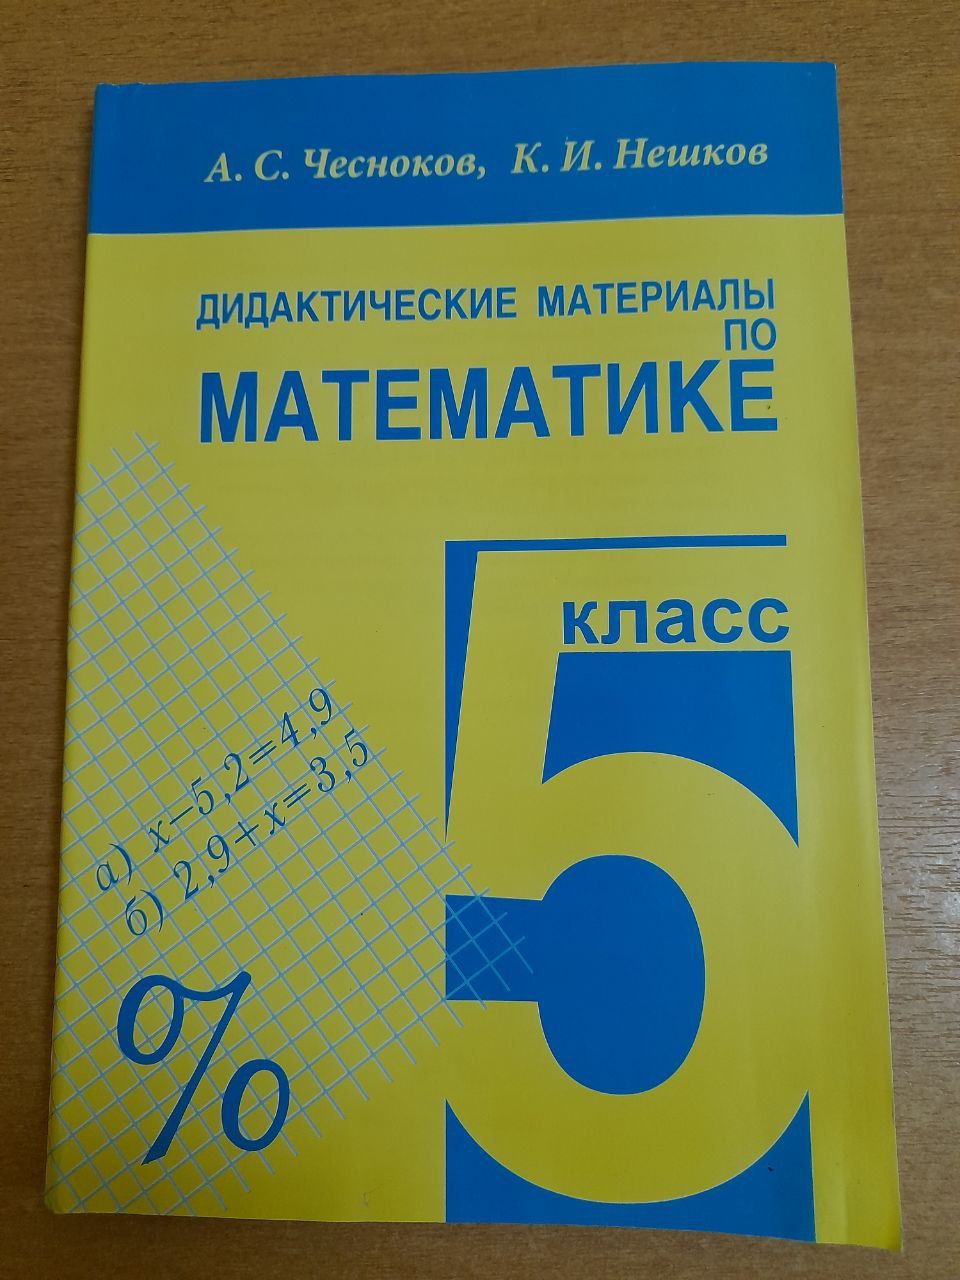 А. С. Чесноков, К. И. Нешков
ДИДАКТИЧЕСКИЕ МАТЕРИАЛЫ
ПО
МАТЕМАТИКЕ
5
класс
а) x−5,2=4,9
б) 2,9+x=3,5
%